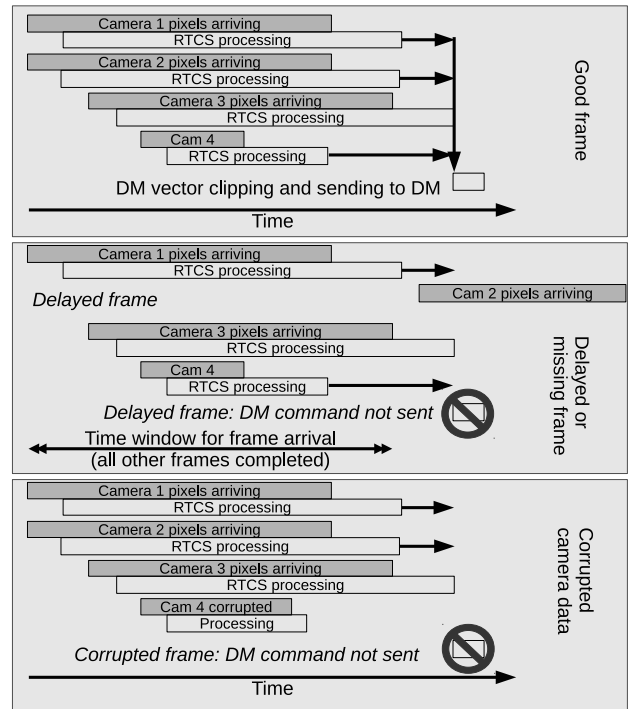 Camera 1 pixels arriving
RTCS processing
Camera 2 pixels arriving
RTCS processing
Camera 3 pixels arriving
RTCS processing
Cam 4
RTCS processing
DM vector clipping and sending to DM
Time
Good frame
Camera 1 pixels arriving
RTCS processing
Delayed frame
Cam 2 pixels arriving
Camera 3 pixels arriving
RTCS processing
Cam 4
RTCS processing
Delayed frame: DM command not sent
Time window for frame arrival
(all other frames completed)
Delayed or
missing frame
Camera 1 pixels arriving
RTCS processing
Camera 2 pixels arriving
RTCS processing
Camera 3 pixels arriving
RTCS processing
Cam 4 corrupted
Processing
Corrupted frame: DM command not sent
Time
Corrupted
camera data